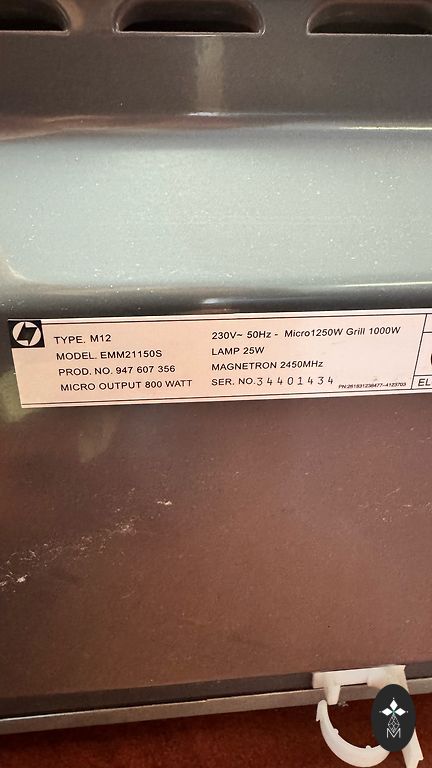 TYPE. M12
MODEL. EMM21150S
PROD. NO. 947 607 356
MICRO OUTPUT 800 WATT
230V~ 50Hz - Micro1250W Grill 1000W
LAMP 25W
MAGNETRON 2450MHz
SER. NO. 34401434
EL
M